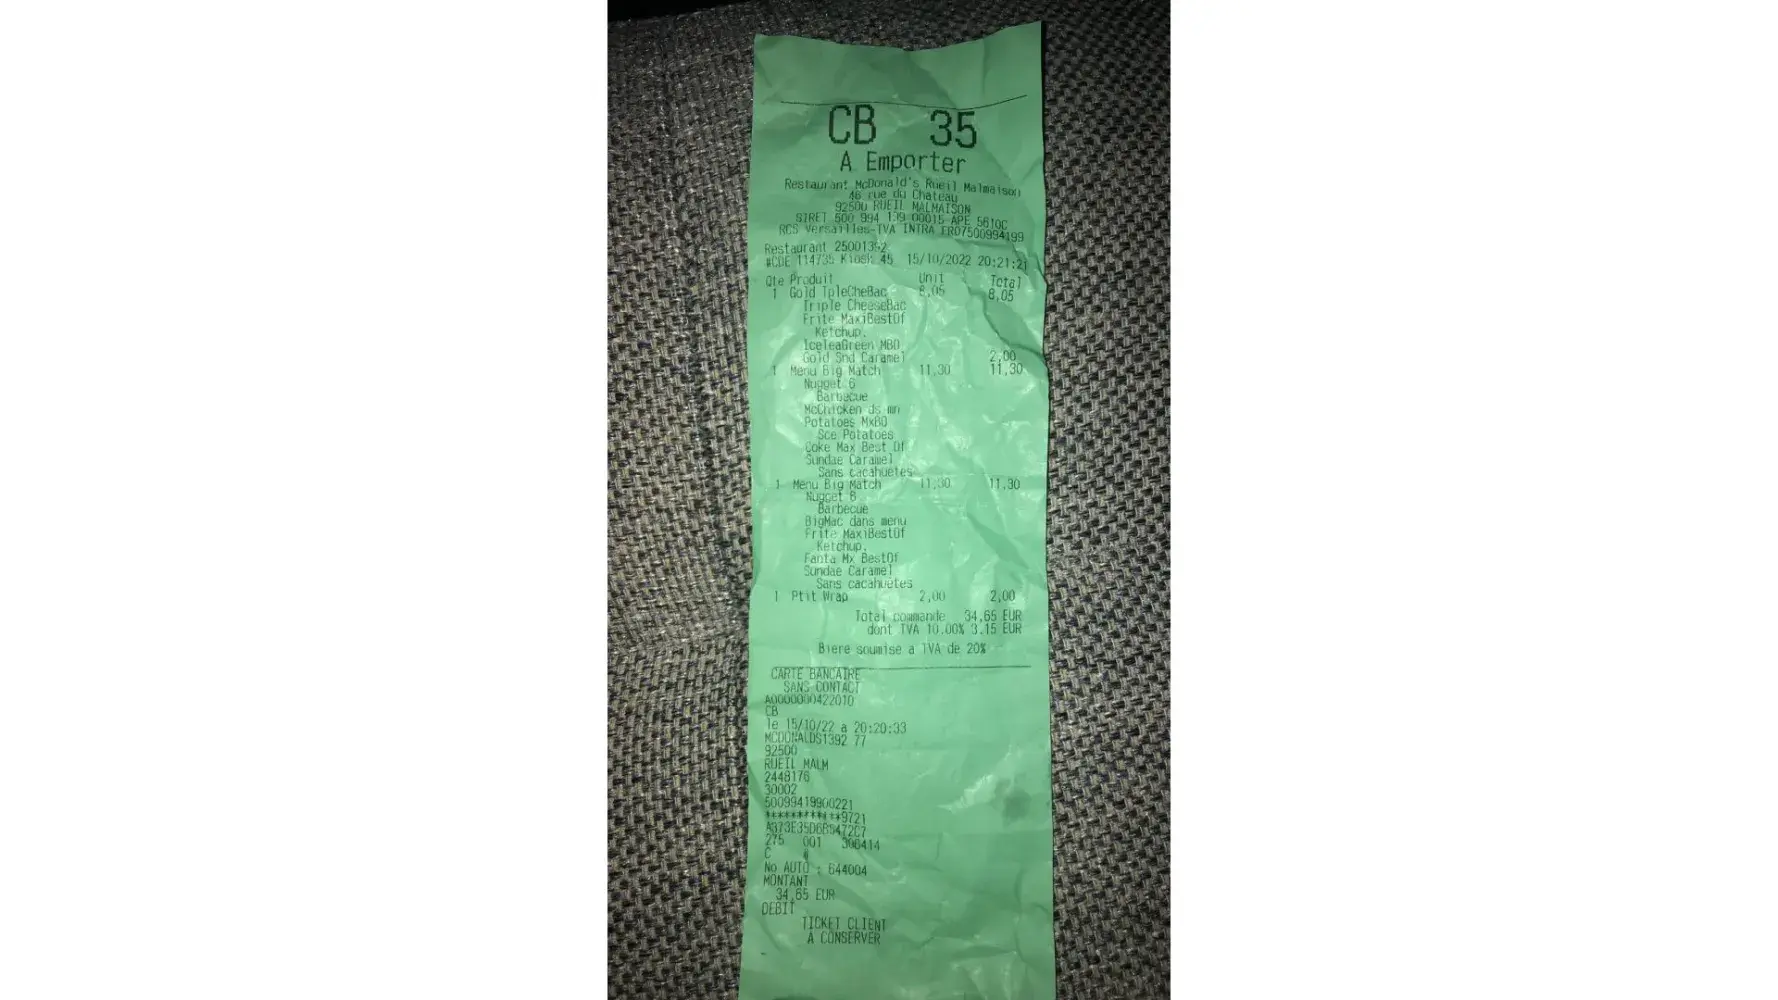 CB 35
A Emporter
Restaurant McDonald's Rueil Malmaison
46 rue du Chateau
92500 RUEIL MALMAISON
SIRET 500 994 199 00015 APE 5610C
RCS Versailles-TVA INTRA FR07500994199
Restaurant 25001392
#CDE 114735 Kiosk 45 15/10/2022 20:21:21
Qte Produit Unit Total
1 Gold TpleCheBac 8,05 8,05
Triple CheeseBac
Frite MaxiBestOf
Ketchup.
IceteaGreen MBO
Gold Snd Caramel 2,00
1 Menu Big Match 11,30 11,30
Nugget 6
Barbecue
McChicken ds mn
Potatoes MxBO
Sce Potatoes
Coke Max Best Of
Sundae Caramel
Sans cacahuetes
1 Menu Big Match 11,30 11,30
Nugget 6
Barbecue
BigMac dans menu
Frite MaxiBestOf
Ketchup.
Fanta Mx BestOf
Sundae Caramel
Sans cacahuetes
1 Ptit Wrap 2,00 2,00
Total commande 34,65 EUR
dont TVA 10.00% 3.15 EUR
Biere soumise a TVA de 20%
CARTE BANCAIRE
SANS CONTACT
A0000000422010
CB
le 15/10/22 a 20:20:33
MCDONALDS1392 77
92500
RUEIL MALM
2448176
30002
50099419900221
************9721
275 001 306414
C #
No AUTO : 644004
MONTANT
34,65 EUR
DEBIT
TICKET CLIENT
A CONSERVER